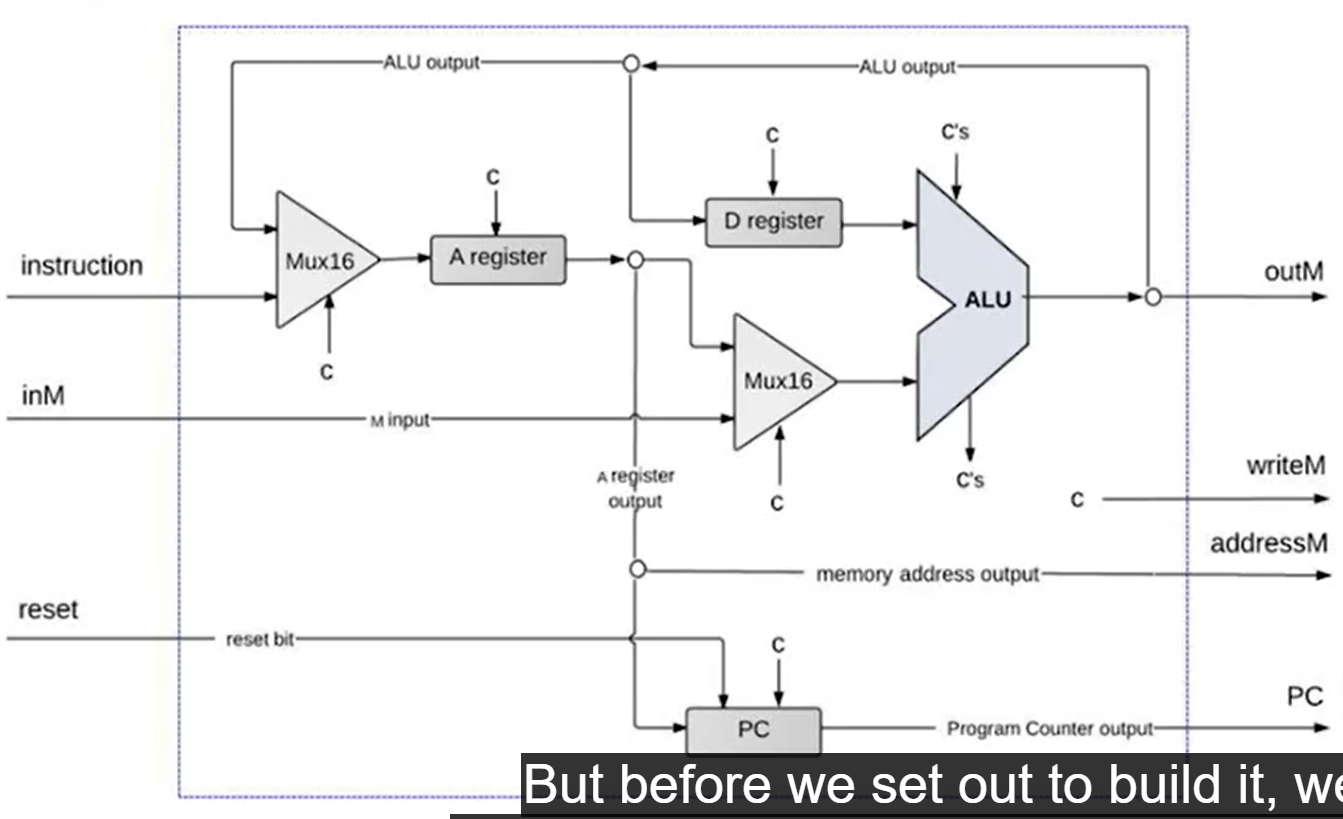 ALU output
ALU output
C
C's
C
D register
instruction
Mux16
A register
outM
ALU
C
inM
M input
Mux16
A register
output
C
C's
writeM
C
addressM
memory address output
reset
reset bit
C
PC
PC
Program Counter output
But before we set out to build it, we